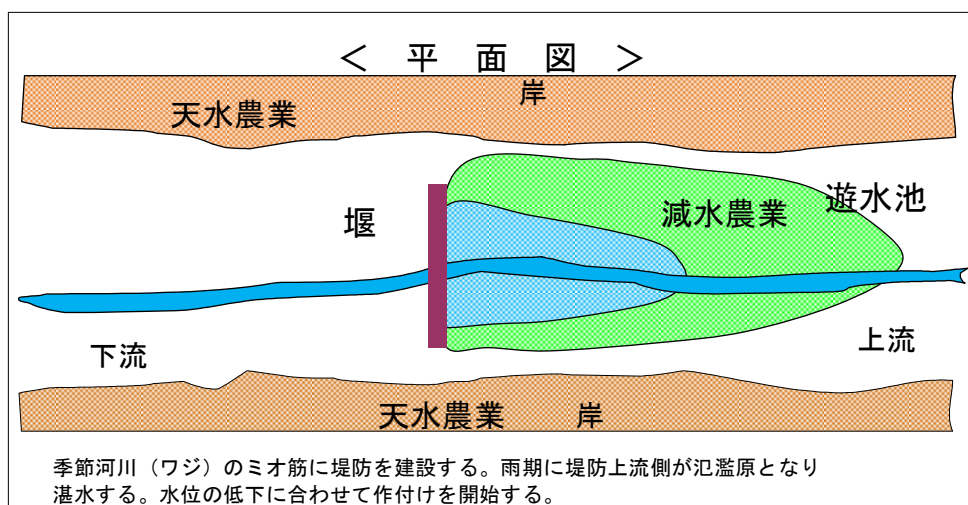 ＜ 平 面 図 ＞
岸
天水農業
遊水池
減水農業
堰
下流
上流
天水農業 岸
季節河川（ワジ）のミオ筋に堤防を建設する。雨期に堤防上流側が氾濫原となり
湛水する。水位の低下に合わせて作付けを開始する。